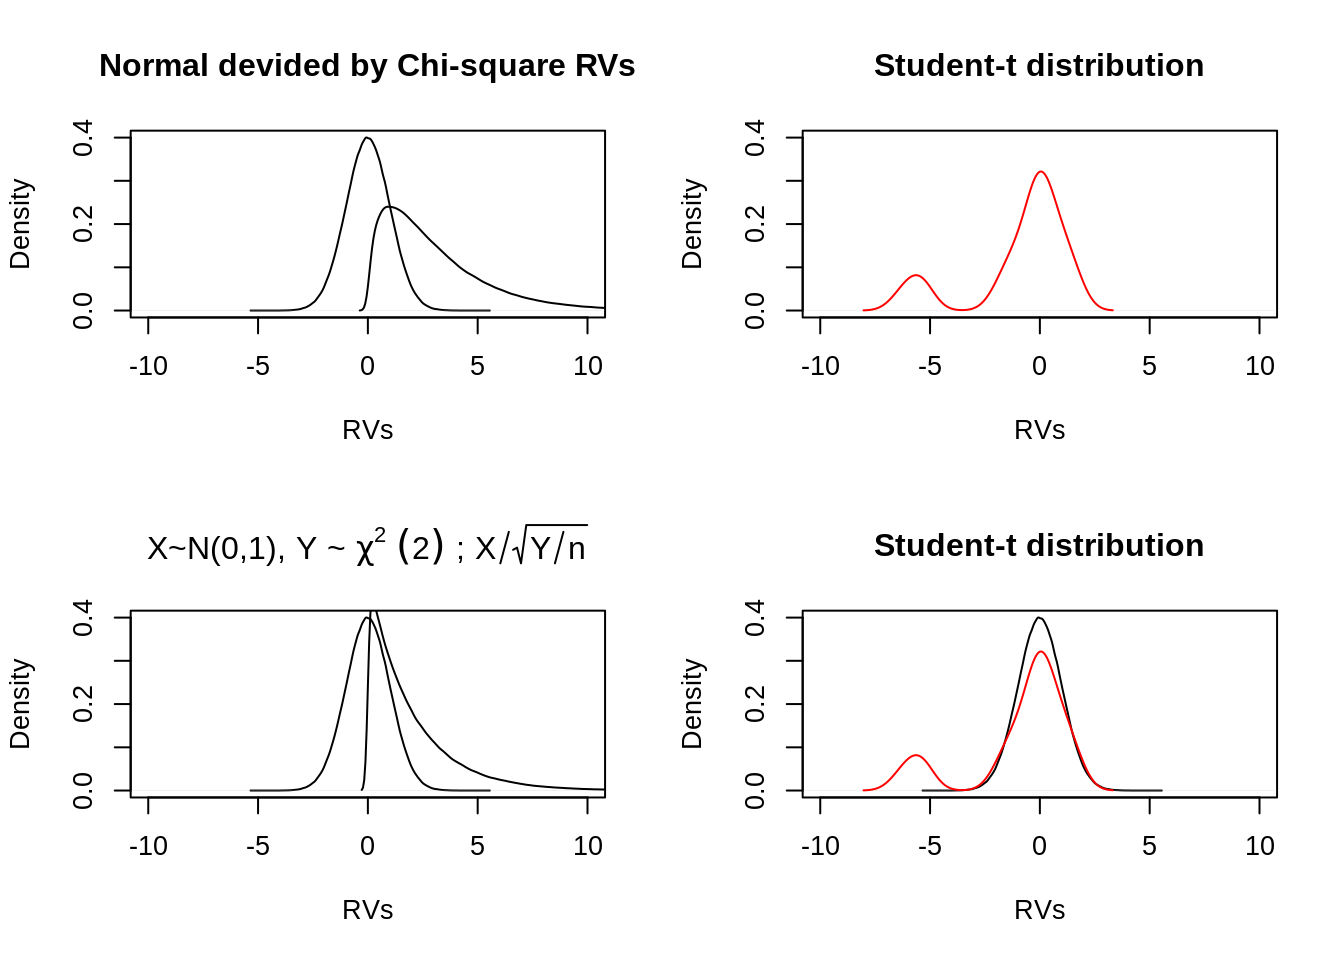 Normal devided by Chi-square RVs
Density
0.0 0.2 0.4
-10 -5 0 5 10
RVs
Student-t distribution
Density
0.0 0.2 0.4
-10 -5 0 5 10
RVs
X~N(0,1), Y ~ χ² (2) ; X/√Y/n
Density
0.0 0.2 0.4
-10 -5 0 5 10
RVs
Student-t distribution
Density
0.0 0.2 0.4
-10 -5 0 5 10
RVs